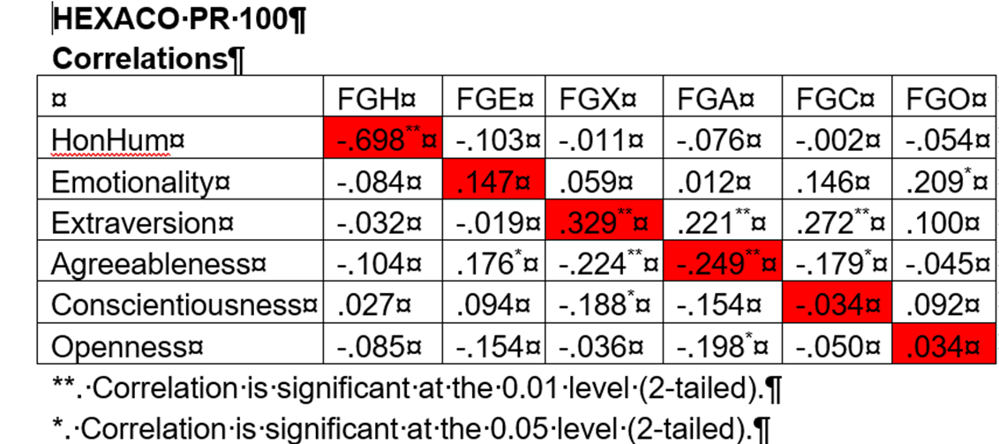 HEXACO·PR·100¶
Correlations¶
¤ FGH¤ FGE¤ FGX¤ FGA¤ FGC¤ FGO¤
HonHum¤ -.698**¤ -.103¤ -.011¤ -.076¤ -.002¤ -.054¤
Emotionality¤ -.084¤ .147¤ .059¤ .012¤ .146¤ .209*¤
Extraversion¤ -.032¤ -.019¤ .329**¤ .221**¤ .272**¤ .100¤
Agreeableness¤ -.104¤ .176*¤ -.224**¤ -.249**¤ -.179*¤ -.045¤
Conscientiousness¤ .027¤ .094¤ -.188*¤ -.154¤ -.034¤ .092¤
Openness¤ -.085¤ -.154¤ -.036¤ -.198*¤ -.050¤ .034¤
**.·Correlation·is·significant·at·the·0.01·level·(2-tailed).¶
*.·Correlation·is·significant·at·the·0.05·level·(2-tailed).¶